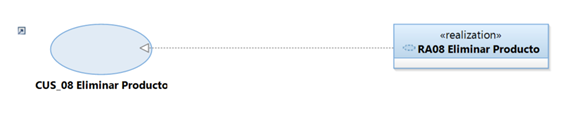 «realization»
RA08 Eliminar Producto
CUS_08 Eliminar Producto